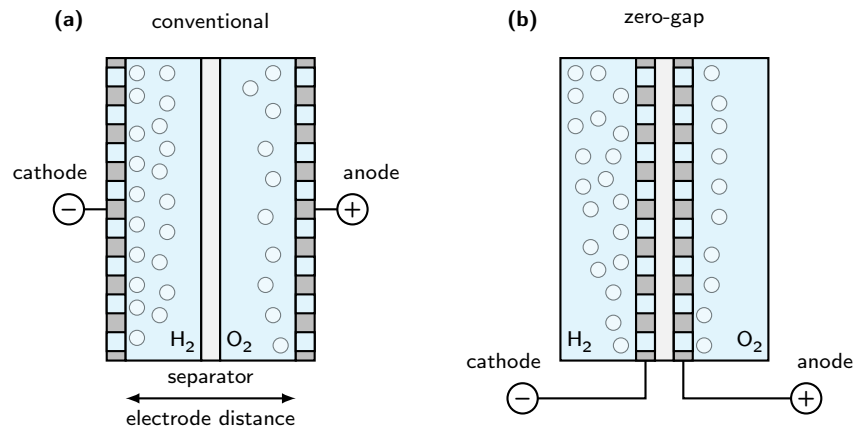 (a)
conventional
cathode
−
anode
+
H₂
O₂
separator
electrode distance
(b)
zero-gap
H₂
O₂
cathode
−
anode
+